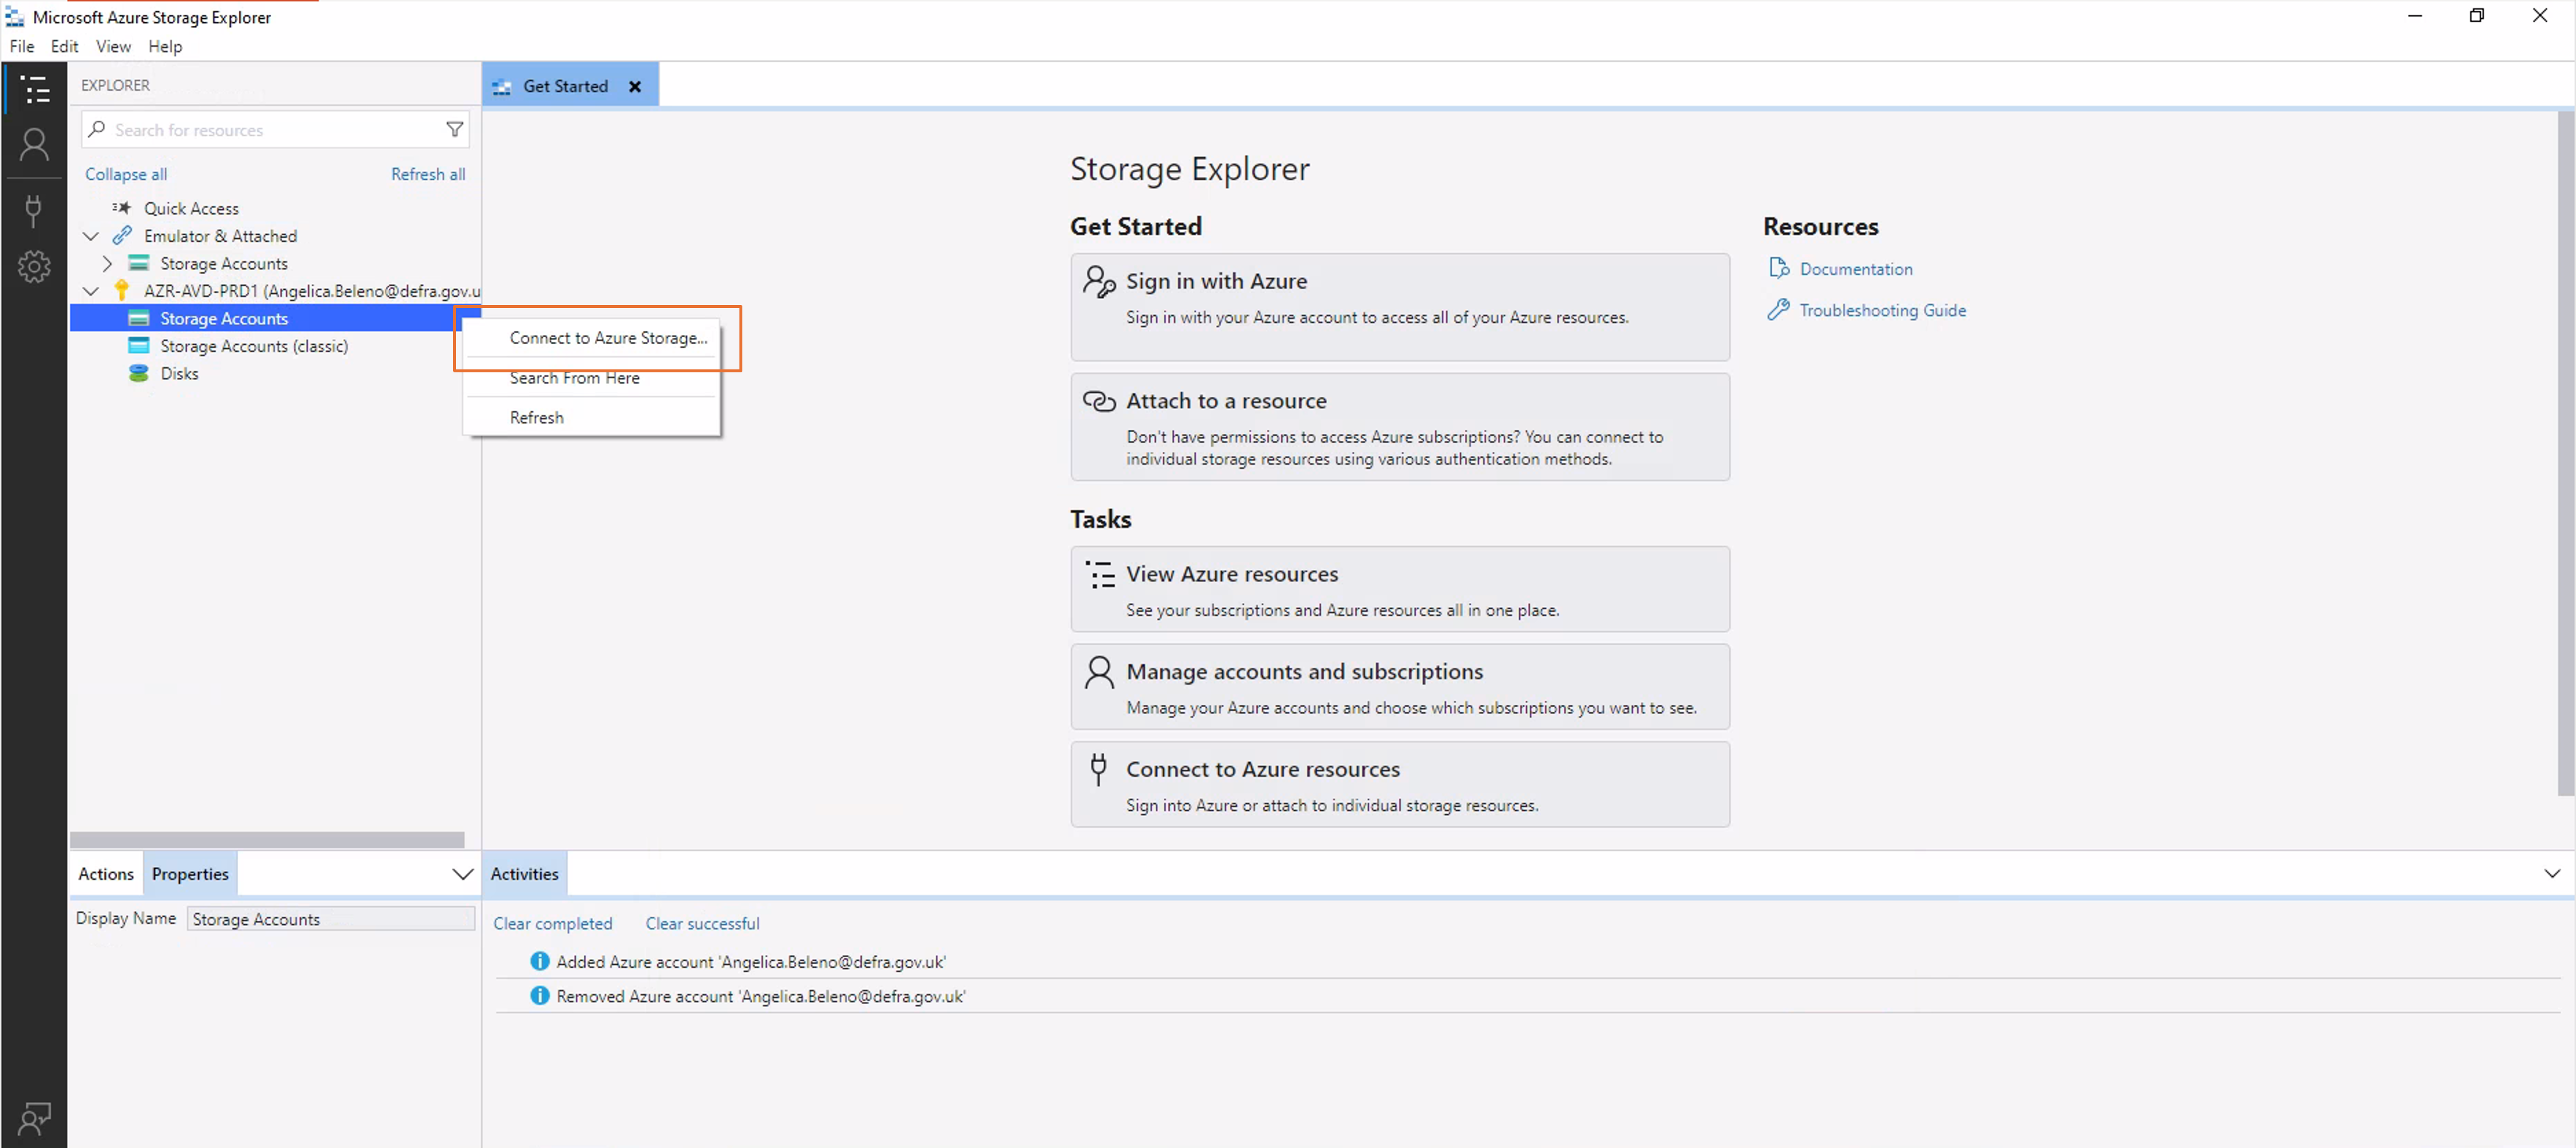 Microsoft Azure Storage Explorer
File Edit View Help
EXPLORER
Search for resources
Collapse all Refresh all
Quick Access
Emulator & Attached
Storage Accounts
AZR-AVD-PRD1 (Angelica.Beleno@defra.gov.u
Storage Accounts
Storage Accounts (classic)
Disks
Connect to Azure Storage...
Search From Here
Refresh
Get Started
Storage Explorer
Get Started
Sign in with Azure
Sign in with your Azure account to access all of your Azure resources.
Attach to a resource
Don't have permissions to access Azure subscriptions? You can connect to
individual storage resources using various authentication methods.
Tasks
View Azure resources
See your subscriptions and Azure resources all in one place.
Manage accounts and subscriptions
Manage your Azure accounts and choose which subscriptions you want to see.
Connect to Azure resources
Sign into Azure or attach to individual storage resources.
Resources
Documentation
Troubleshooting Guide
Actions Properties
Display Name Storage Accounts
Activities
Clear completed Clear successful
Added Azure account 'Angelica.Beleno@defra.gov.uk'
Removed Azure account 'Angelica.Beleno@defra.gov.uk'